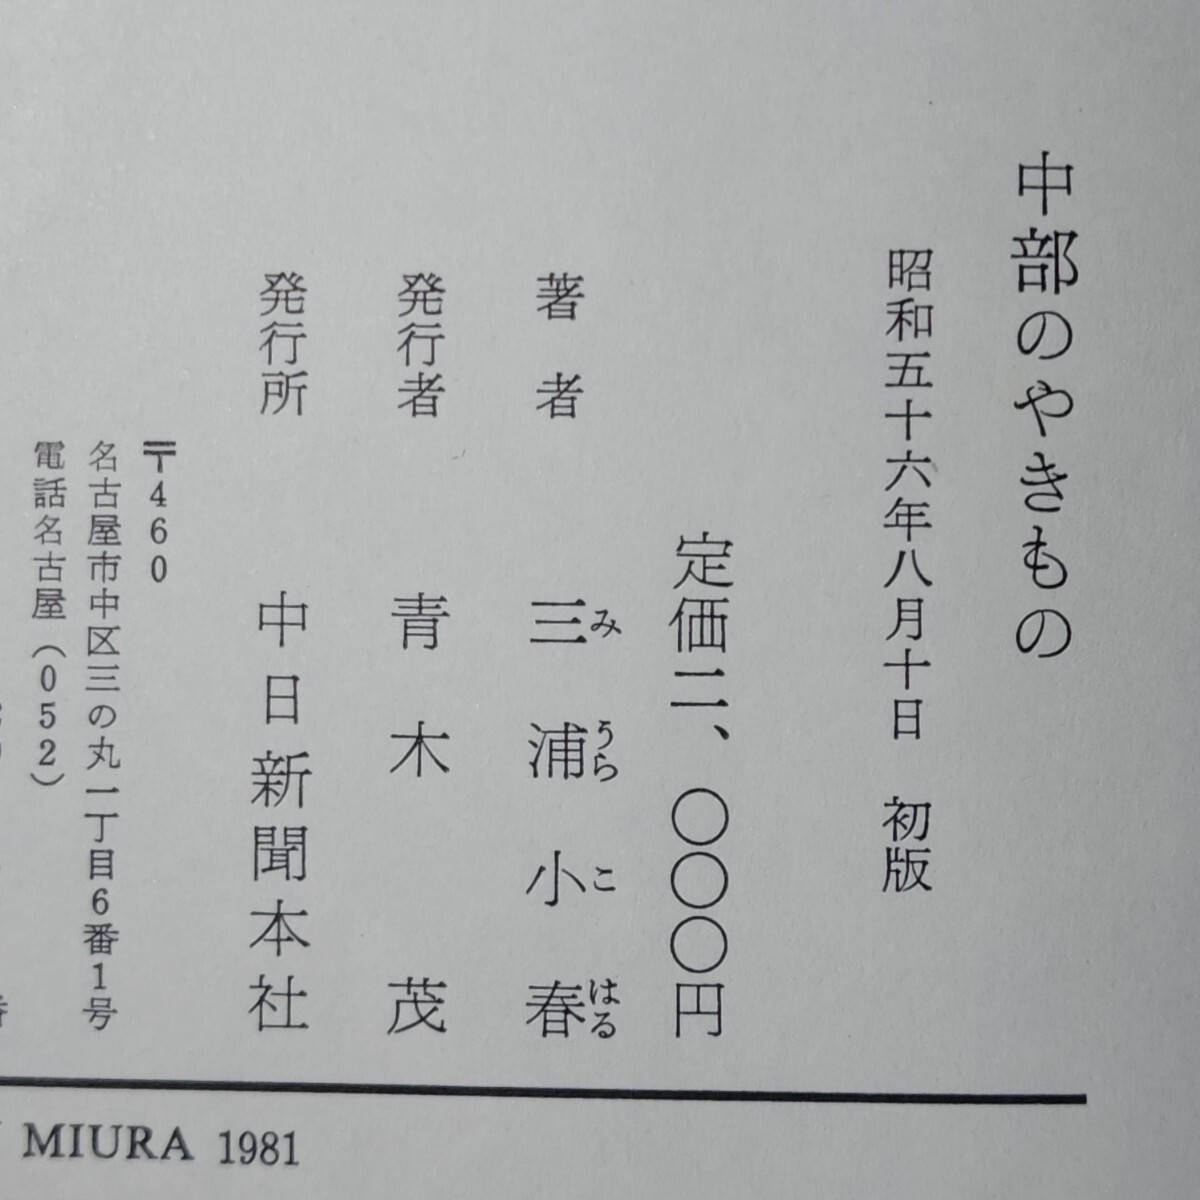 中部のやきもの
昭和五十六年八月十日 初版
定価二、〇〇〇円
著者 三浦小春
みうらこはる
発行者 青木茂
発行所 中日新聞本社
〒460
名古屋市中区三の丸一丁目6番1号
電話名古屋(052)
MIURA 1981